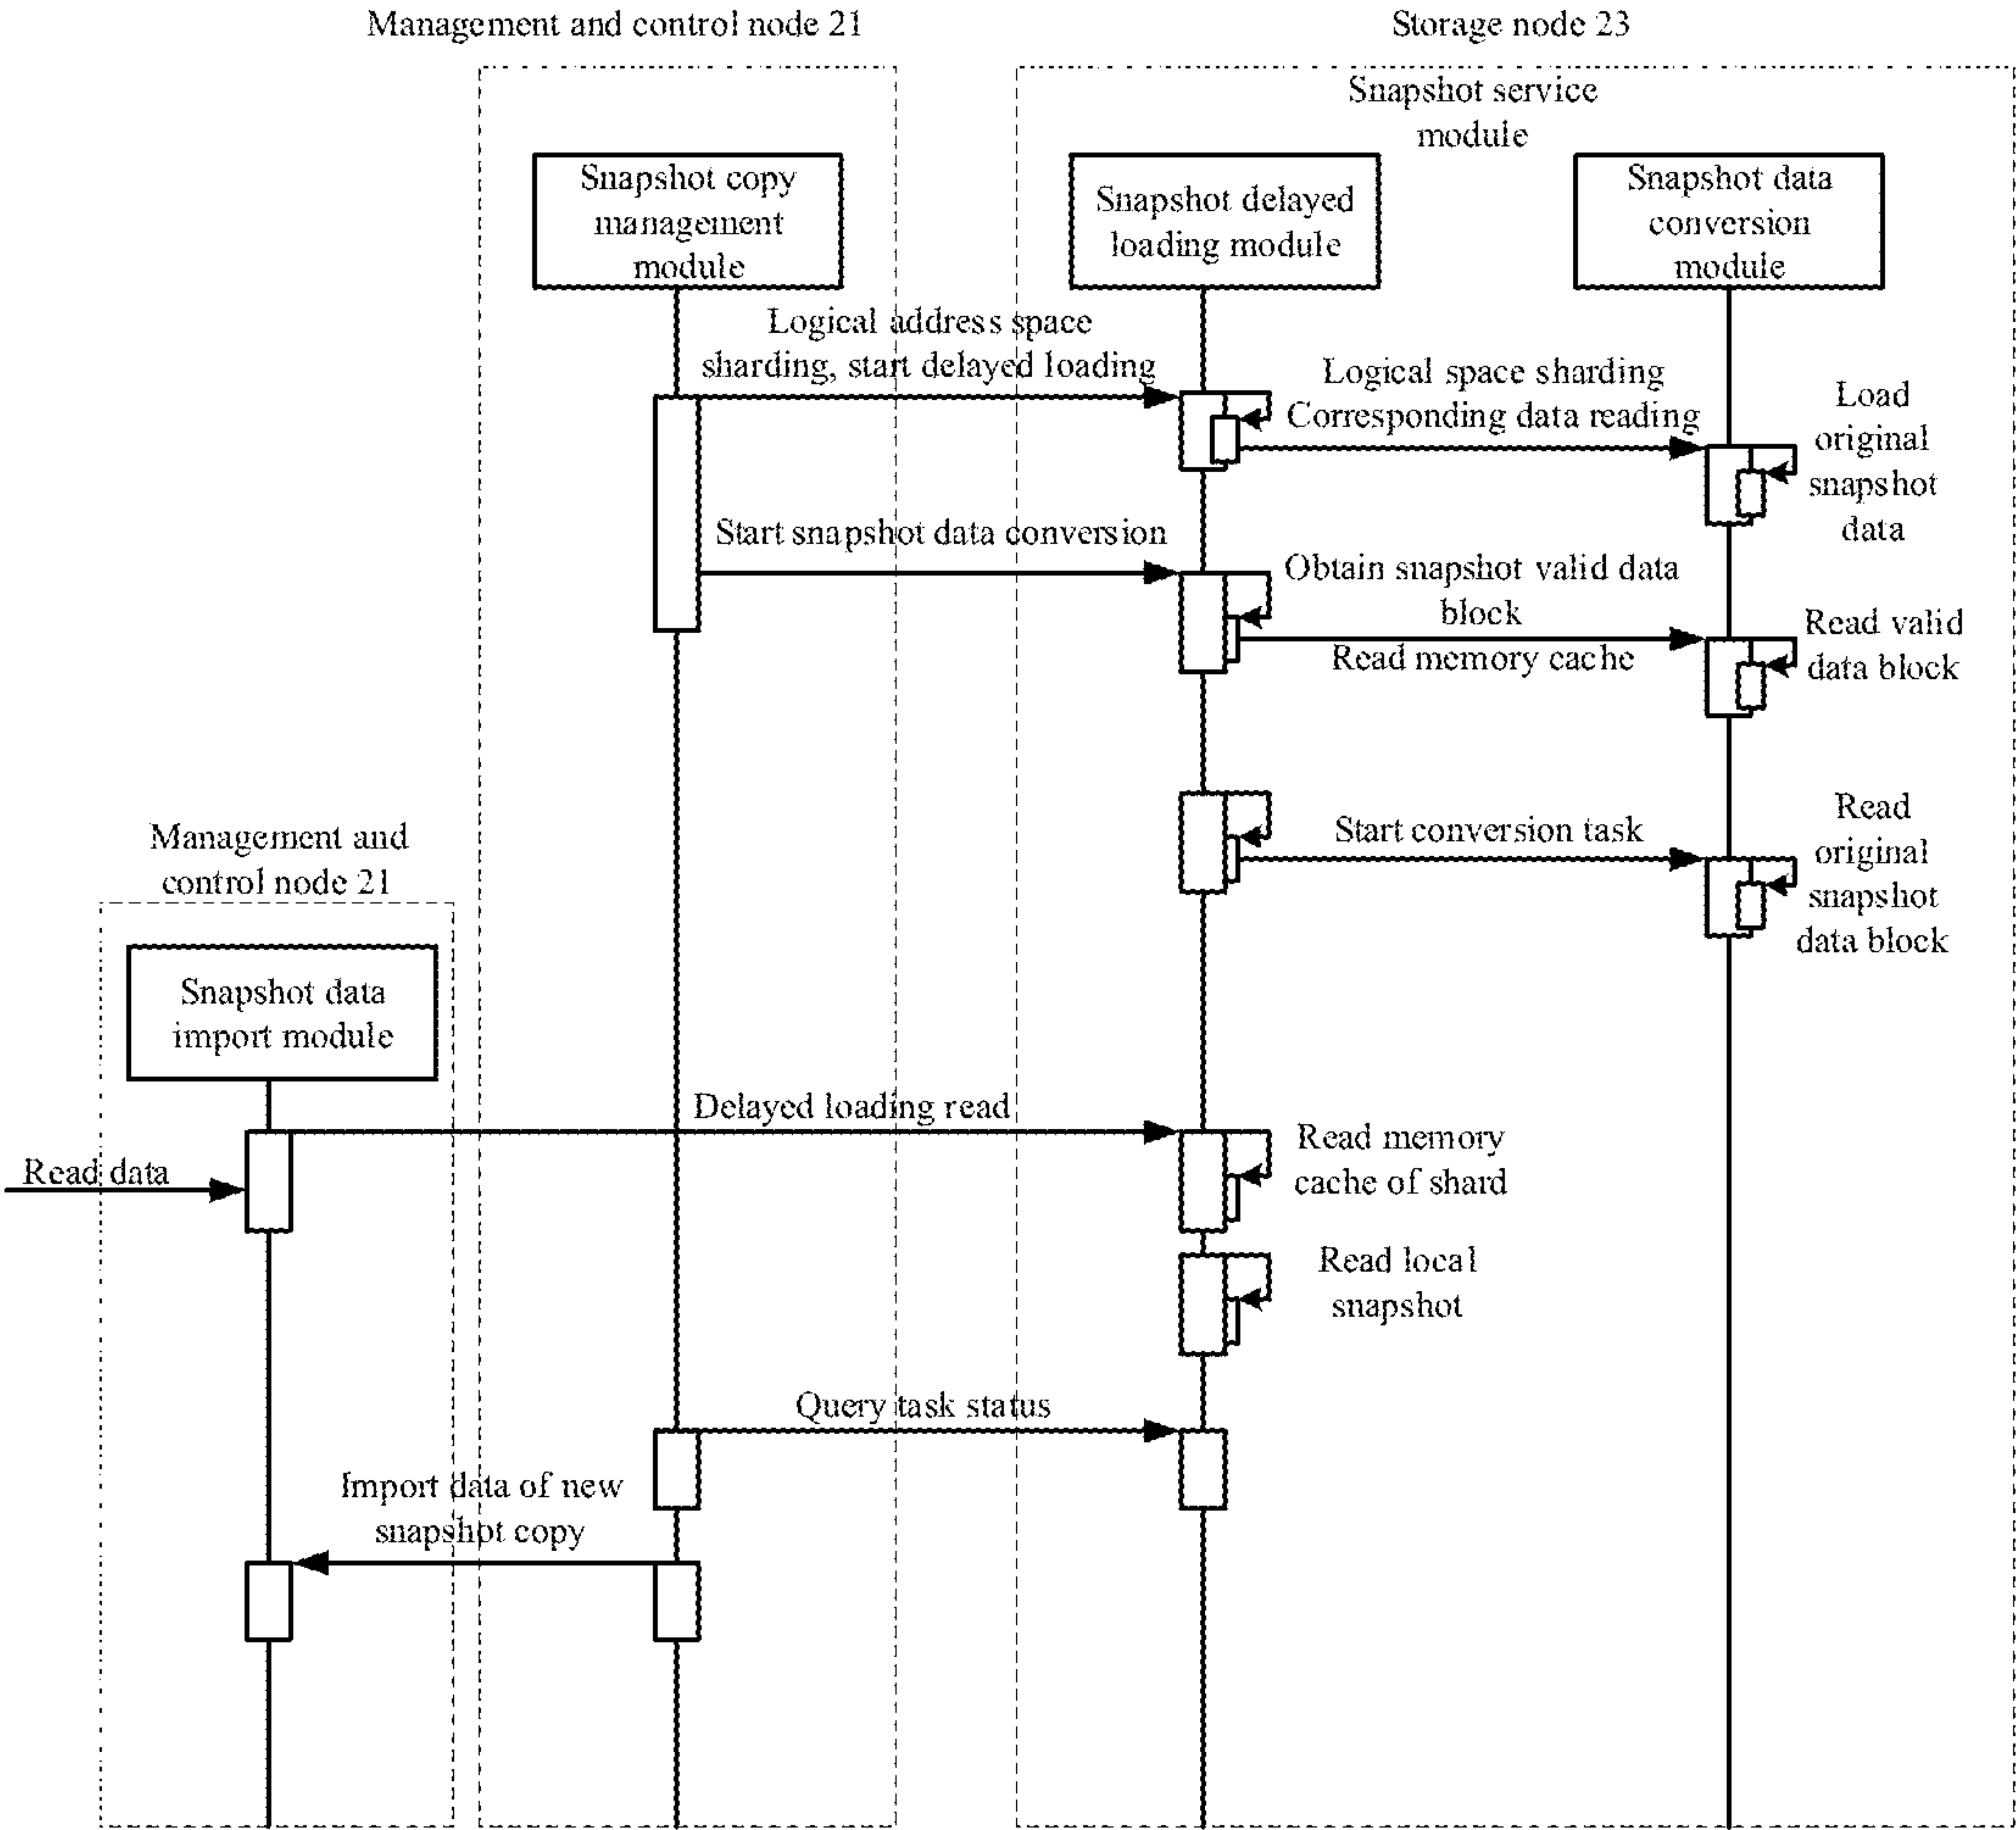 Management and control node 21
Storage node 23
Snapshot service
module
Snapshot copy
management
module
Snapshot delayed
loading module
Snapshot data
conversion
module
Logical address space
sharding, start delayed loading
Logical space sharding
Corresponding data reading
Load
original
snapshot
data
Start snapshot data conversion
Obtain snapshot valid data
block
Read memory cache
Read valid
data block
Start conversion task
Read
original
snapshot
data block
Management and
control node 21
Snapshot data
import module
Delayed loading read
Read data
Read memory
cache of shard
Read local
snapshot
Query task status
Import data of new
snapshot copy